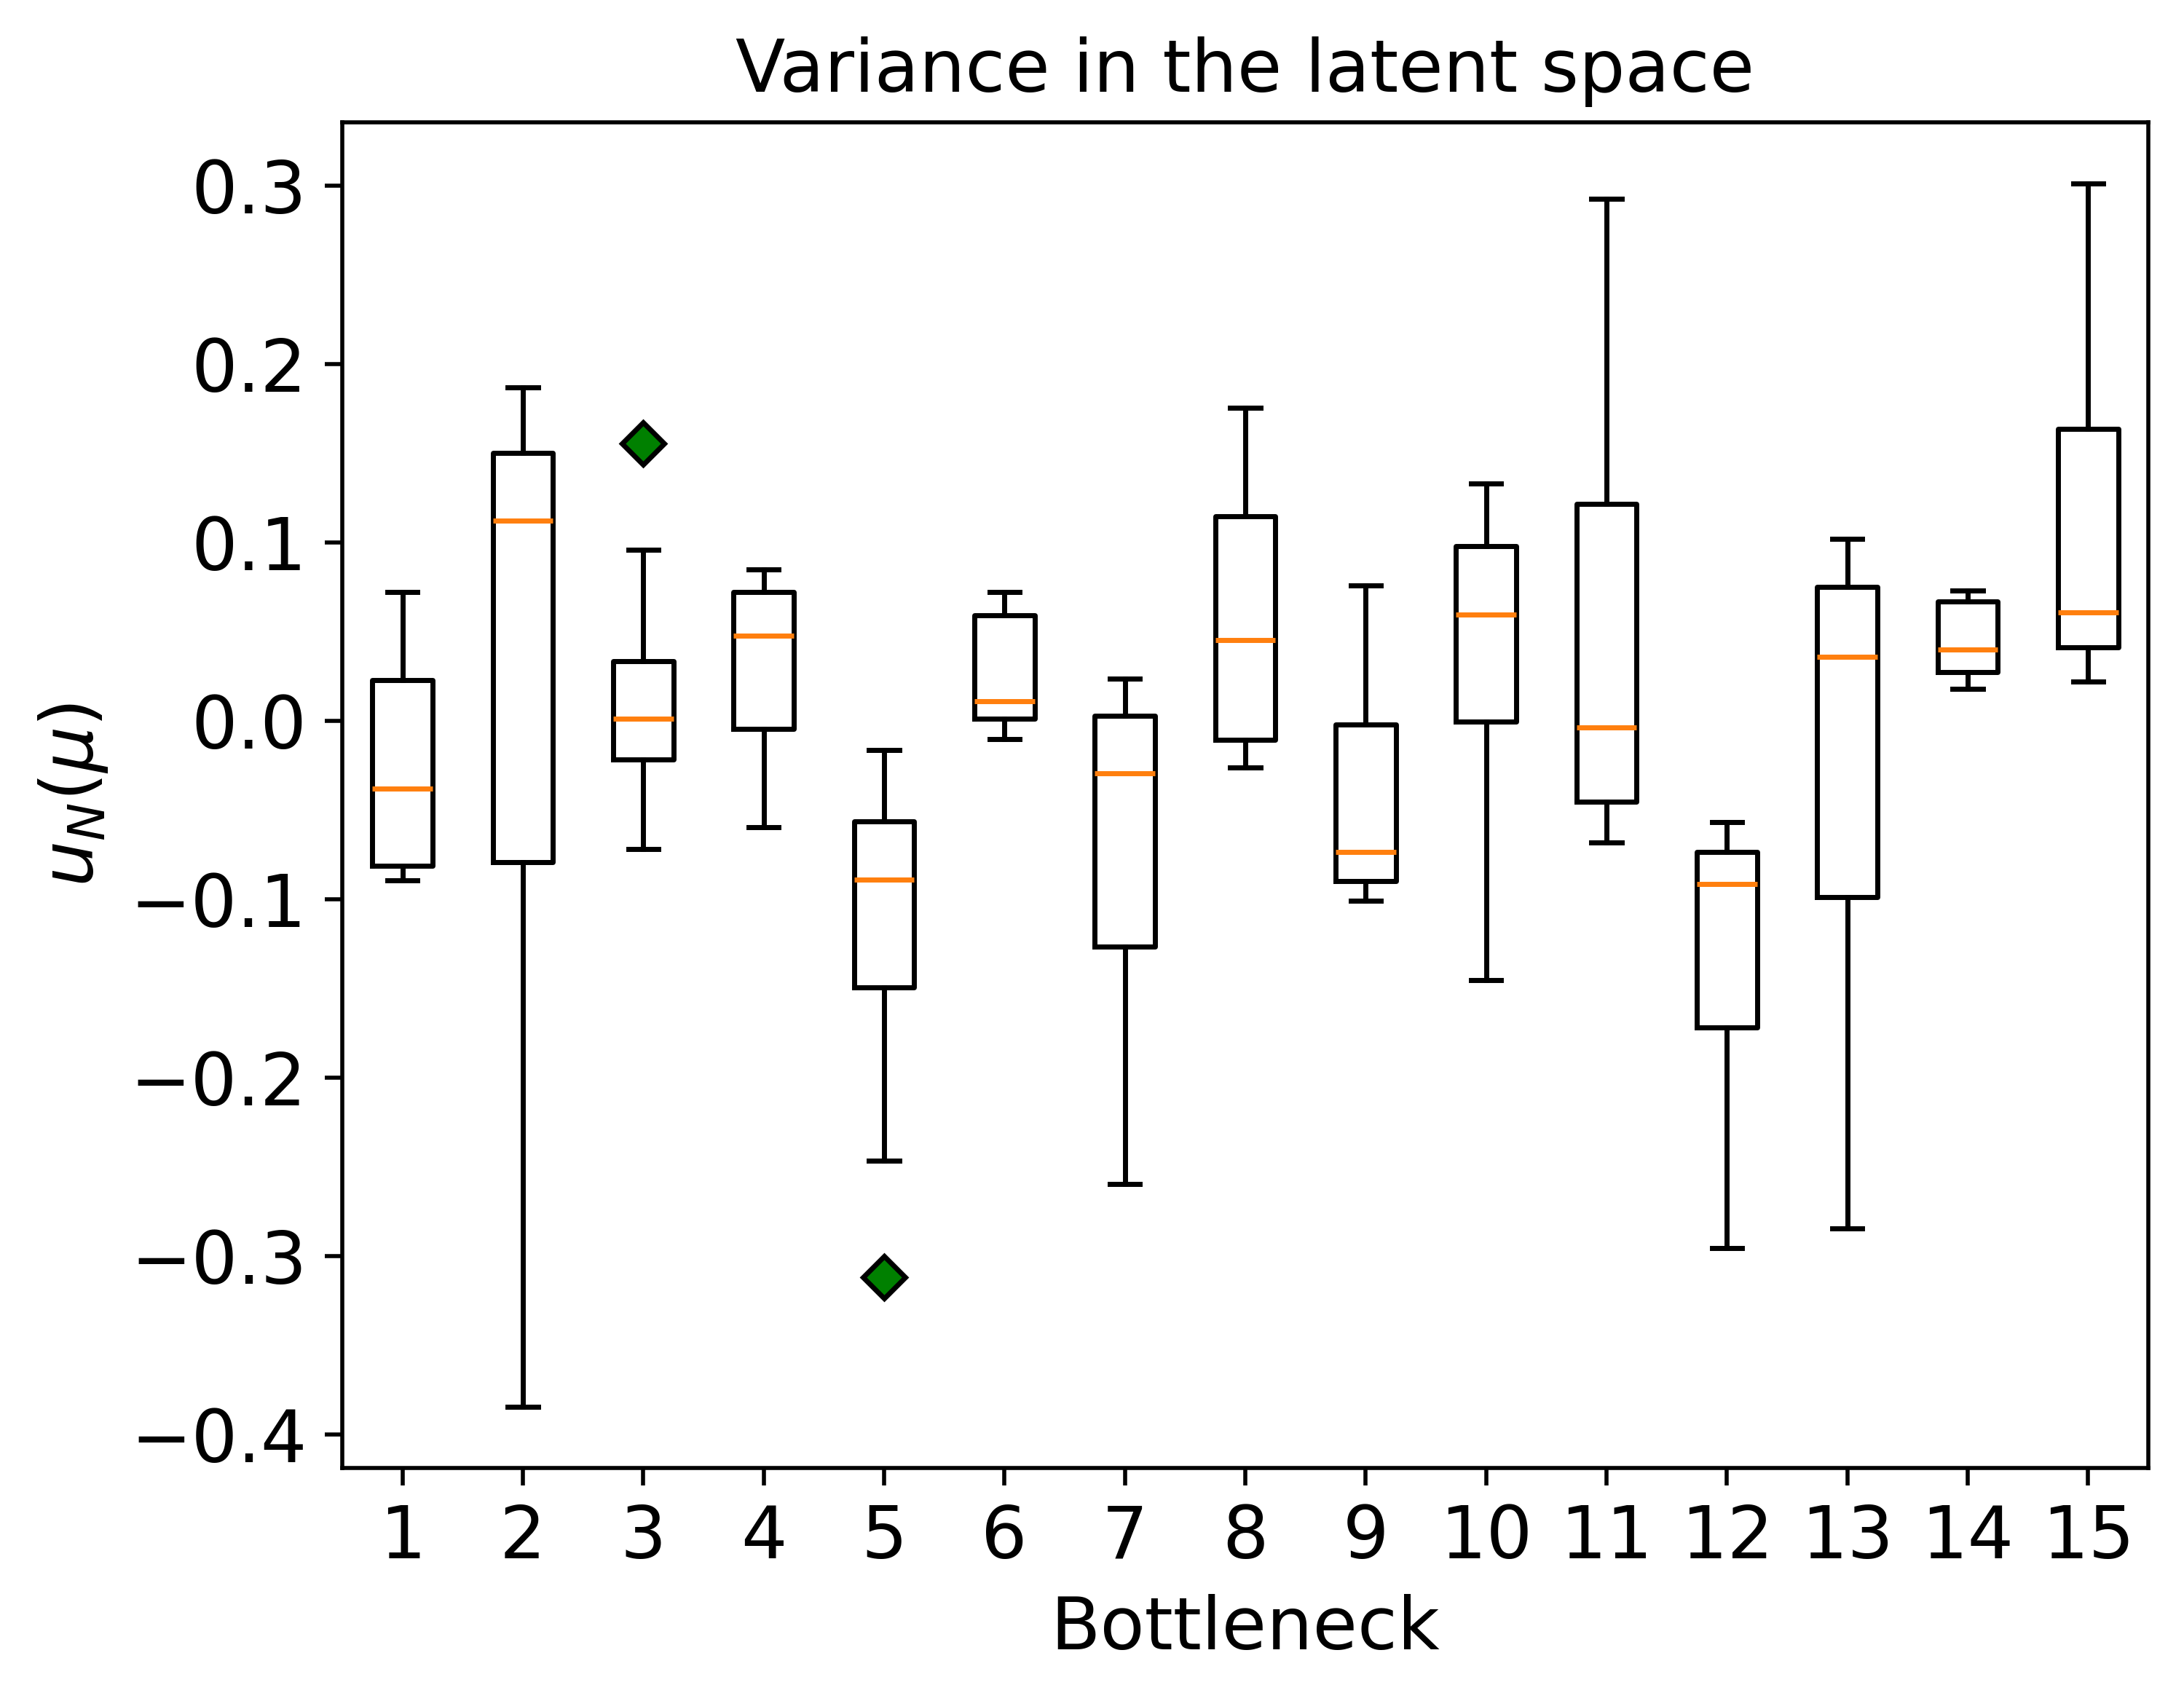 Variance in the latent space
0.3
0.2
0.1
0.0
−0.1
−0.2
−0.3
−0.4
u_N(μ)
1 2 3 4 5 6 7 8 9 10 11 12 13 14 15
Bottleneck